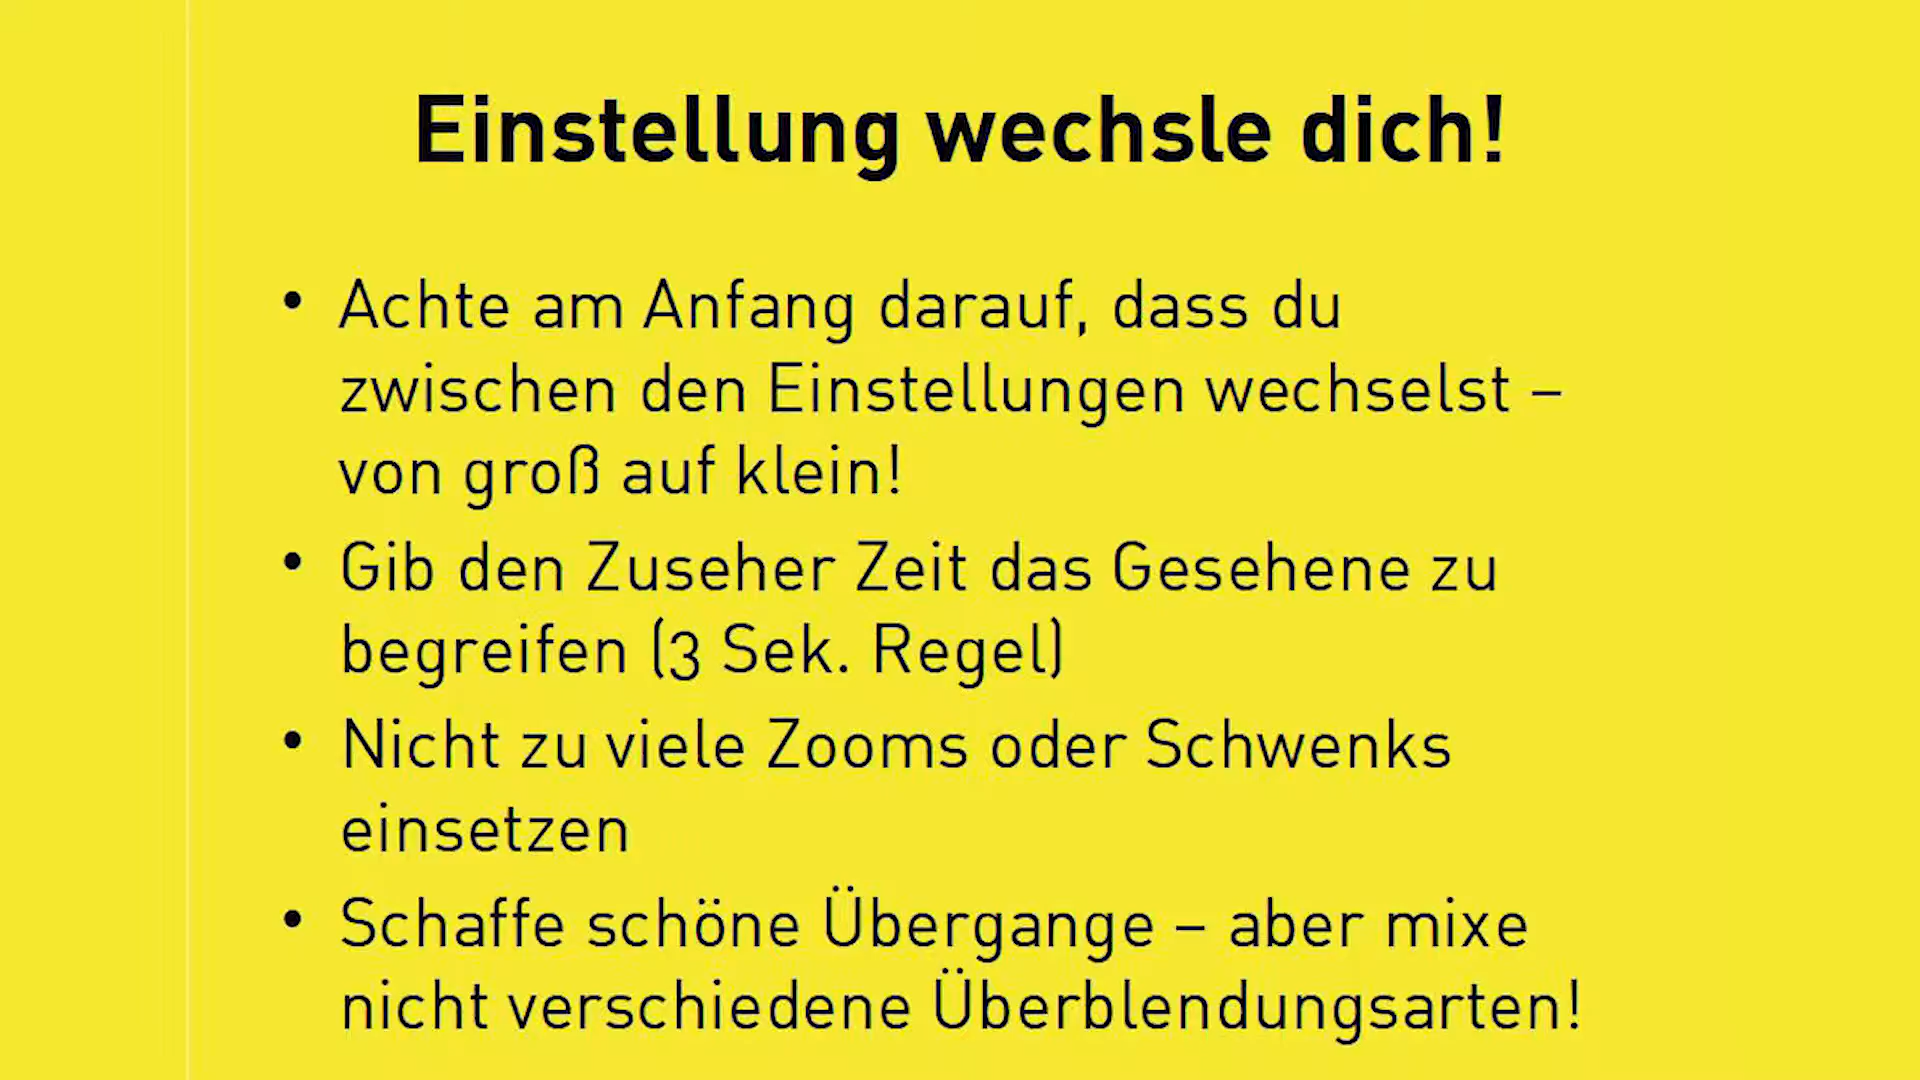 Einstellung wechsle dich!
• Achte am Anfang darauf, dass du
zwischen den Einstellungen wechselst –
von groß auf klein!
• Gib den Zuseher Zeit das Gesehene zu
begreifen (3 Sek. Regel)
• Nicht zu viele Zooms oder Schwenks
einsetzen
• Schaffe schöne Übergange – aber mixe
nicht verschiedene Überblendungsarten!